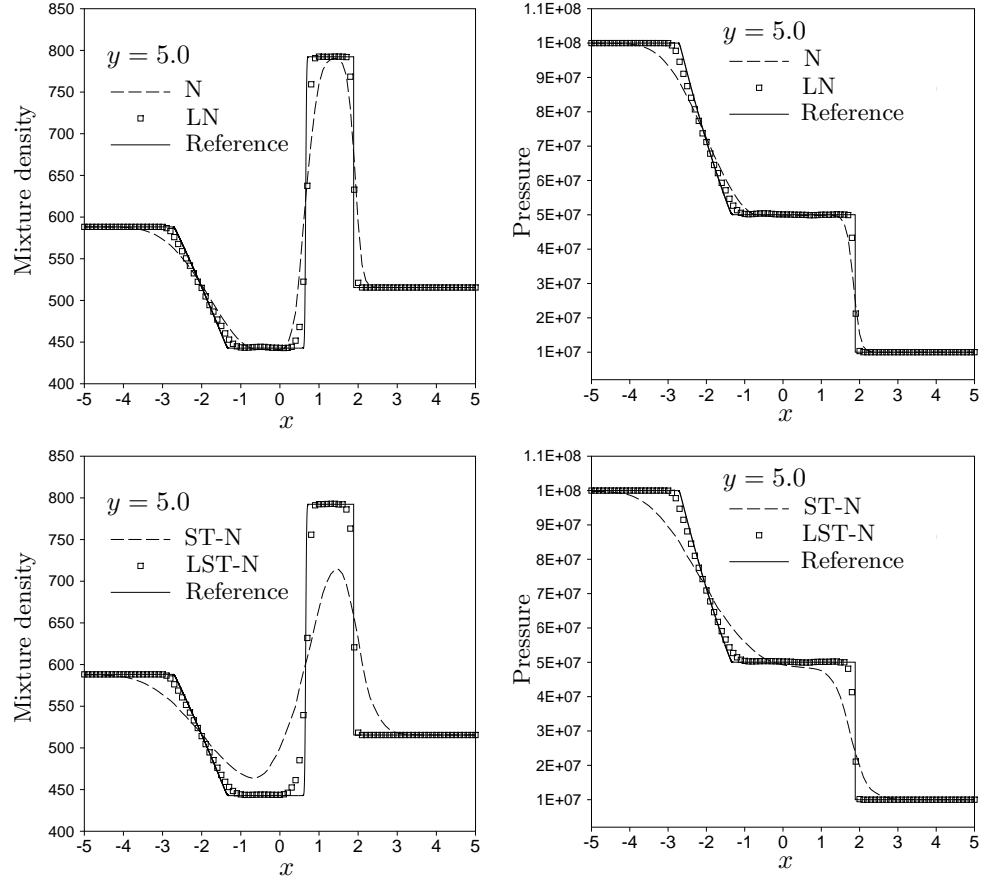 850
800
750
700
650
600
550
500
450
400
Mixture density
y = 5.0
N
LN
Reference
-5 -4 -3 -2 -1 0 1 2 3 4 5
x
1.1E+08
1E+08
9E+07
8E+07
7E+07
6E+07
5E+07
4E+07
3E+07
2E+07
1E+07
Pressure
y = 5.0
N
LN
Reference
-5 -4 -3 -2 -1 0 1 2 3 4 5
x
850
800
750
700
650
600
550
500
450
400
Mixture density
y = 5.0
ST-N
LST-N
Reference
-5 -4 -3 -2 -1 0 1 2 3 4 5
x
1.1E+08
1E+08
9E+07
8E+07
7E+07
6E+07
5E+07
4E+07
3E+07
2E+07
1E+07
Pressure
y = 5.0
ST-N
LST-N
Reference
-5 -4 -3 -2 -1 0 1 2 3 4 5
x